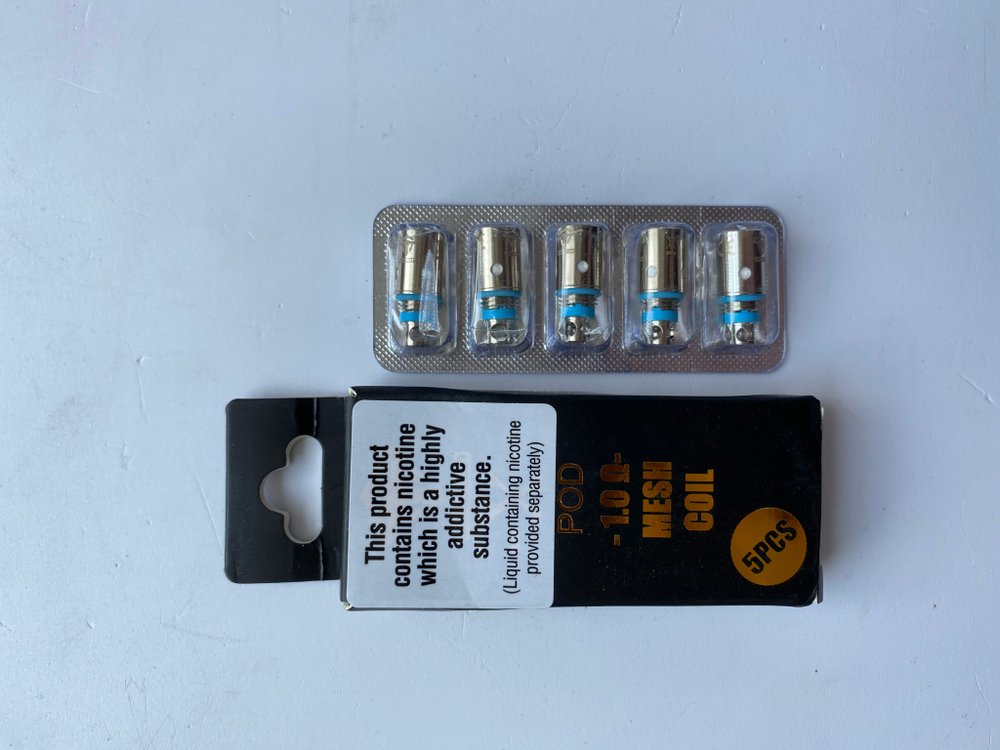 This product
contains nicotine
which is a highly
addictive
substance.
(Liquid containing nicotine
provided separately)
POD
- 1.0 Ω -
MESH
COIL
5PCS